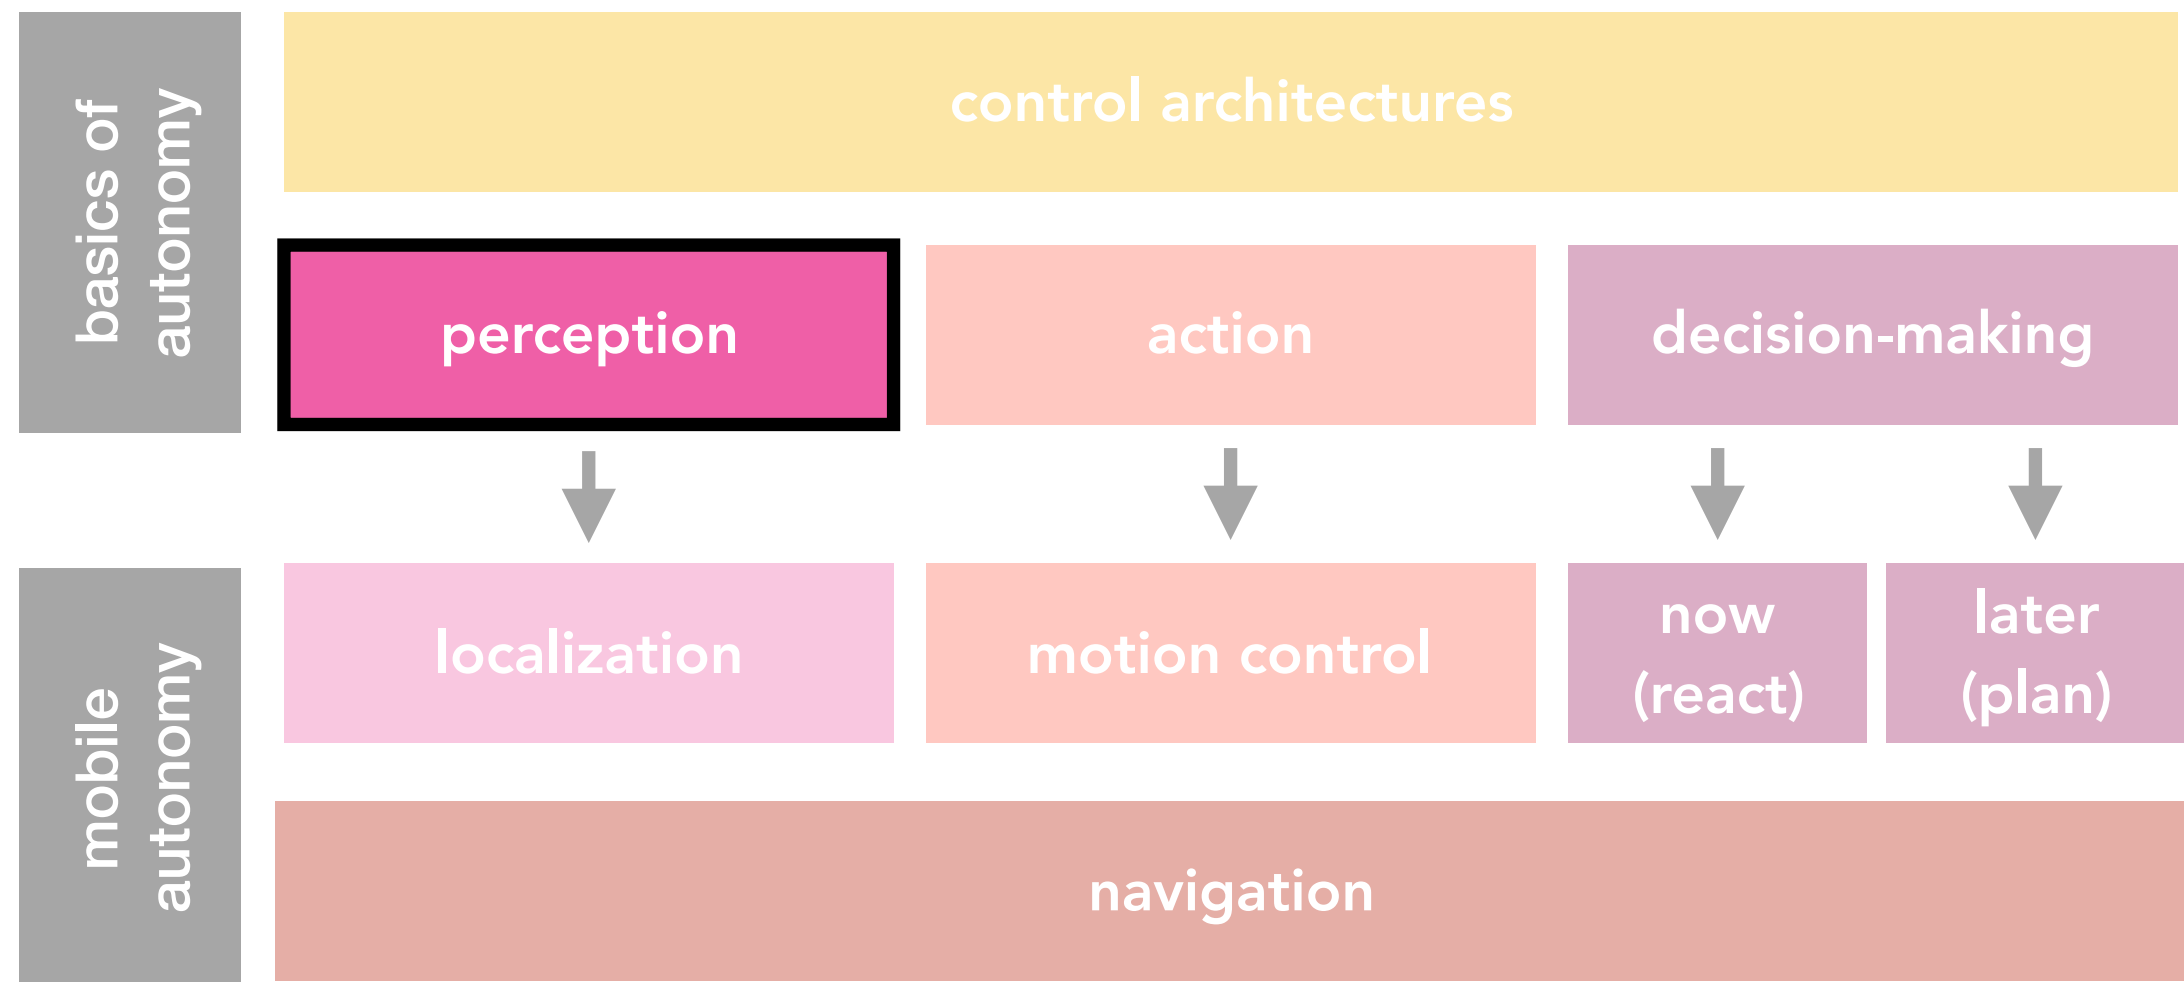 basics of
autonomy
control architectures
perception
action
decision-making
mobile
autonomy
localization
motion control
now
(react)
later
(plan)
navigation